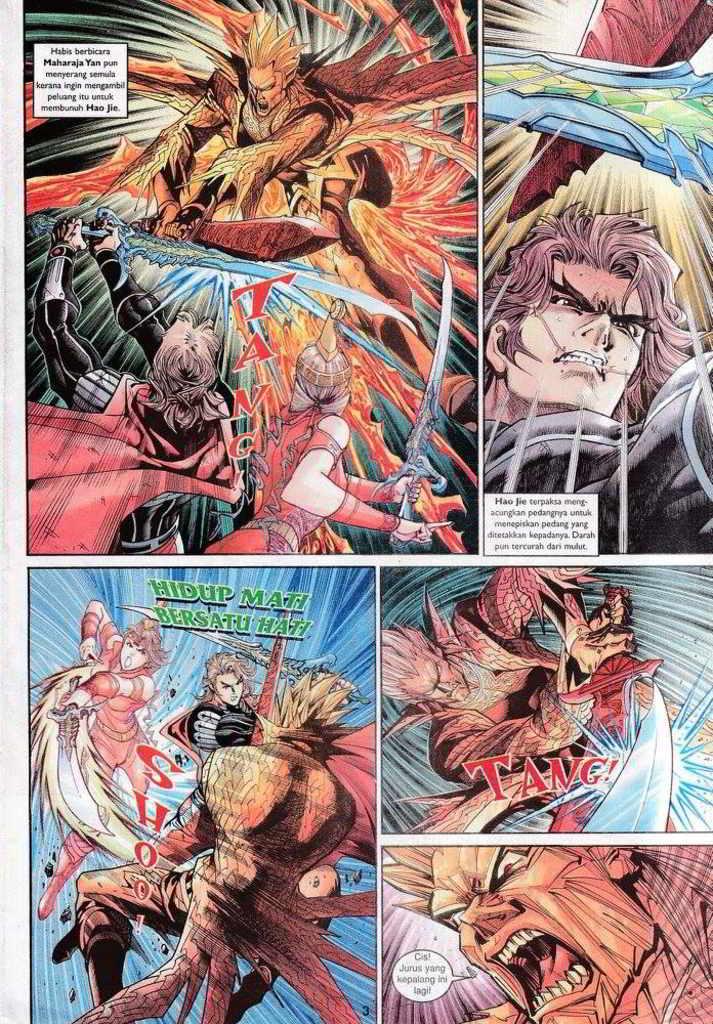 Habis berbicara
Maharaja Yan pun
menyerang semula
kerana ingin mengambil
peluang itu untuk
membunuh Hao Jie.
TANG
Hao Jie terpaksa meng-
acungkan pedangnya untuk
menepiskan pedang yang
ditetakkan kepadanya. Darah
pun tercurah dari mulut.
HIDUP MATI
BERSATU HATI
SHOO!
TANG!
Cis!
Jurus yang
kepalang ini
lagi!
3